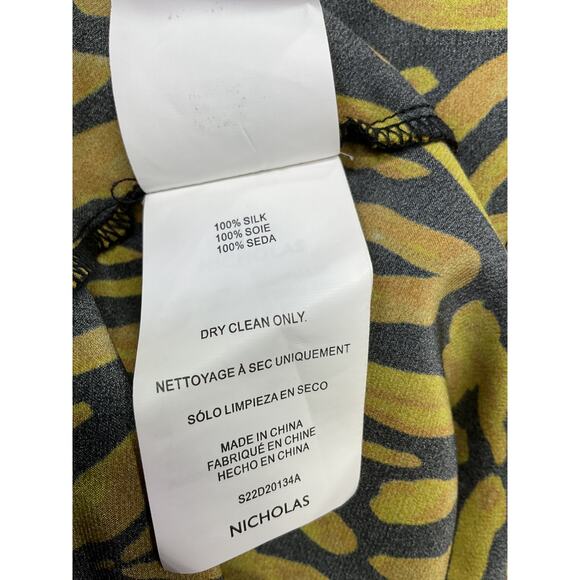 100% SILK
100% SOIE
100% SEDA
DRY CLEAN ONLY.
NETTOYAGE À SEC UNIQUEMENT
SÓLO LIMPIEZA EN SECO
MADE IN CHINA
FABRIQUÉ EN CHINE
HECHO EN CHINA
S22D20134A
NICHOLAS